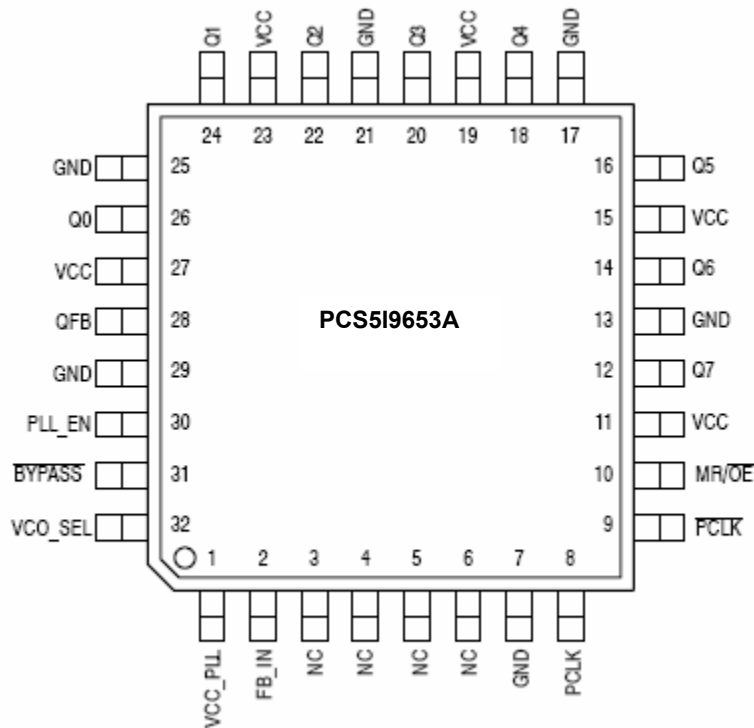 Q1 VCC Q2 GND Q3 VCC Q4 GND
24 23 22 21 20 19 18 17
GND 25 16 Q5
Q0 26 15 VCC
VCC 27 14 Q6
PCS5I9653A
QFB 28 13 GND
GND 29 12 Q7
PLL_EN 30 11 VCC
BYPASS 31 10 MR/OE
VCO_SEL 32 9 PCLK
1 2 3 4 5 6 7 8
VCC_PLL FB_IN NC NC NC NC GND PCLK